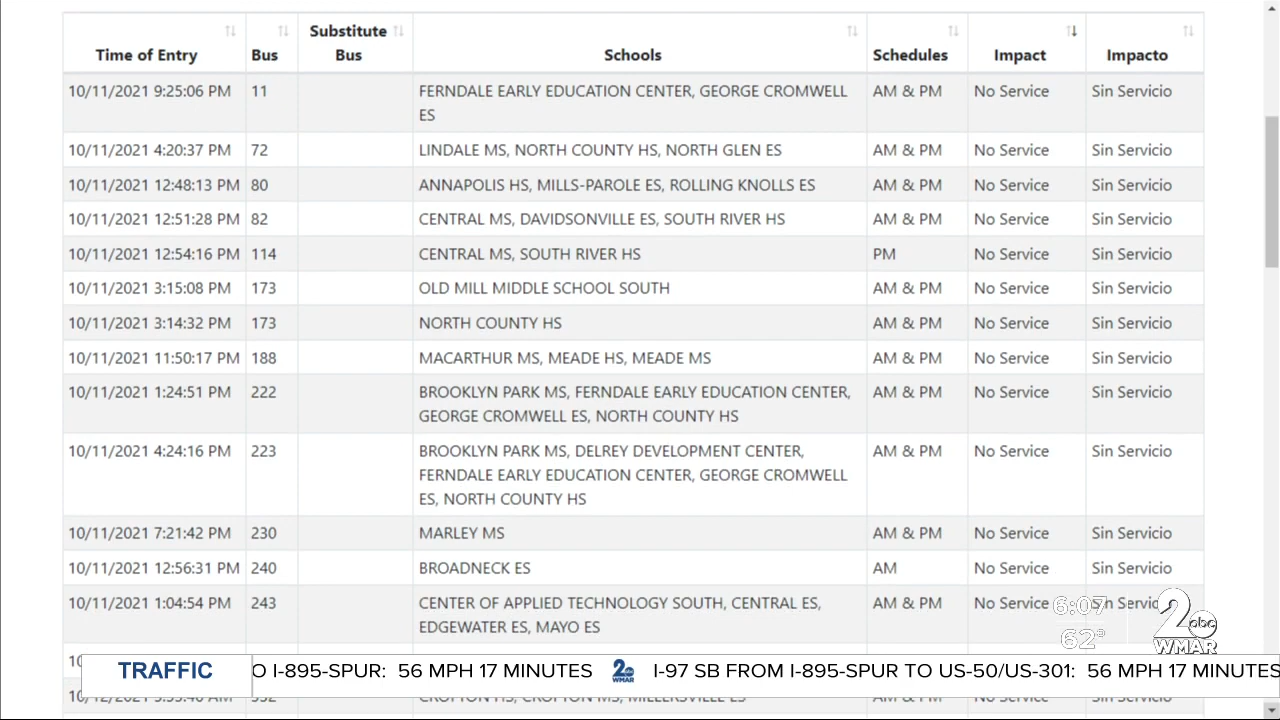 Time of Entry Bus Substitute Bus Schools Schedules Impact Impacto
10/11/2021 9:25:06 PM 11 FERNDALE EARLY EDUCATION CENTER, GEORGE CROMWELL AM & PM No Service Sin Servicio
ES
10/11/2021 4:20:37 PM 72 LINDALE MS, NORTH COUNTY HS, NORTH GLEN ES AM & PM No Service Sin Servicio
10/11/2021 12:48:13 PM 80 ANNAPOLIS HS, MILLS-PAROLE ES, ROLLING KNOLLS ES AM & PM No Service Sin Servicio
10/11/2021 12:51:28 PM 82 CENTRAL MS, DAVIDSONVILLE ES, SOUTH RIVER HS AM & PM No Service Sin Servicio
10/11/2021 12:54:16 PM 114 CENTRAL MS, SOUTH RIVER HS PM No Service Sin Servicio
10/11/2021 3:15:08 PM 173 OLD MILL MIDDLE SCHOOL SOUTH AM & PM No Service Sin Servicio
10/11/2021 3:14:32 PM 173 NORTH COUNTY HS AM & PM No Service Sin Servicio
10/11/2021 11:50:17 PM 188 MACARTHUR MS, MEADE HS, MEADE MS AM & PM No Service Sin Servicio
10/11/2021 1:24:51 PM 222 BROOKLYN PARK MS, FERNDALE EARLY EDUCATION CENTER, AM & PM No Service Sin Servicio
GEORGE CROMWELL ES, NORTH COUNTY HS
10/11/2021 4:24:16 PM 223 BROOKLYN PARK MS, DELREY DEVELOPMENT CENTER, AM & PM No Service Sin Servicio
FERNDALE EARLY EDUCATION CENTER, GEORGE CROMWELL
ES, NORTH COUNTY HS
10/11/2021 7:21:42 PM 230 MARLEY MS AM & PM No Service Sin Servicio
10/11/2021 12:56:31 PM 240 BROADNECK ES AM No Service Sin Servicio
10/11/2021 1:04:54 PM 243 CENTER OF APPLIED TECHNOLOGY SOUTH, CENTRAL ES, AM & PM No Service Sin Servicio
EDGEWATER ES, MAYO ES
6:07
62°
2 abc
WMAR
TRAFFIC O I-895-SPUR: 56 MPH 17 MINUTES 2 abc WMAR I-97 SB FROM I-895-SPUR TO US-50/US-301: 56 MPH 17 MINUTES
CROFTON HS, CROFTON MS, MILLERSVILLE ES